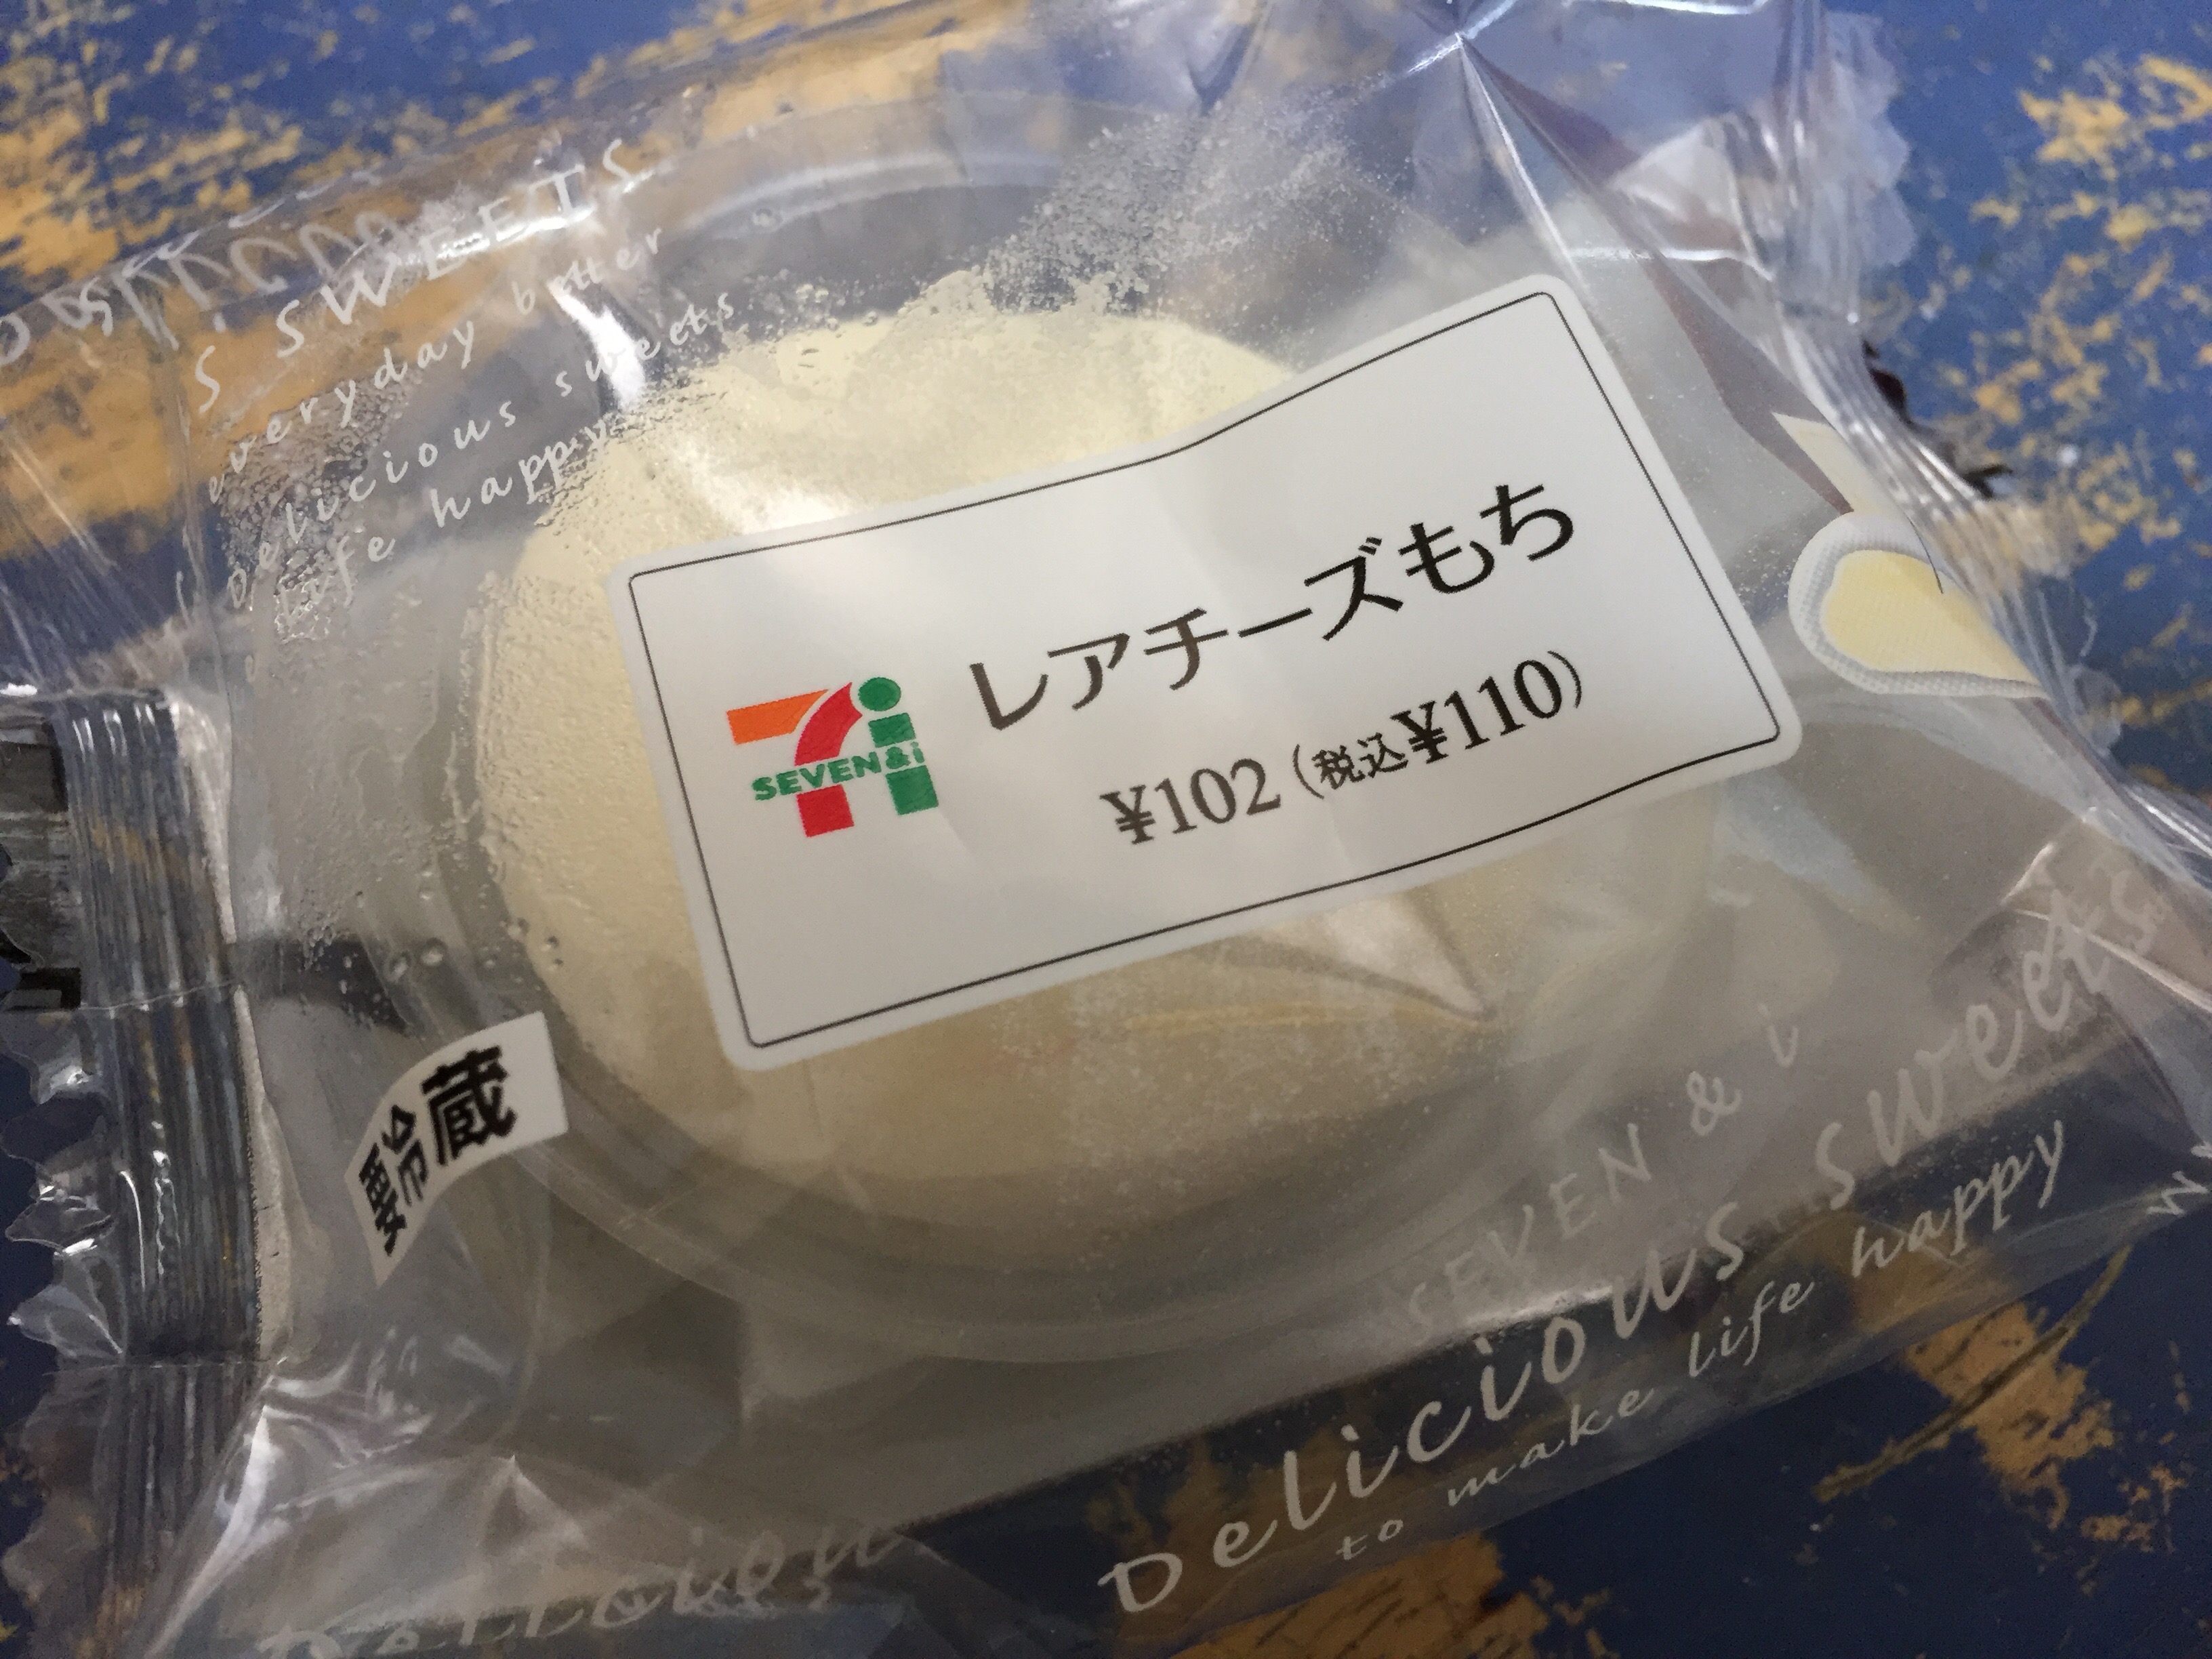 S SWEETS
everyday better
delicious sweets
life happy
レアチーズもち
SEVEN&i
¥102(税込¥110)
要冷蔵
SEVEN & i
Delicious sweets
to make life happy